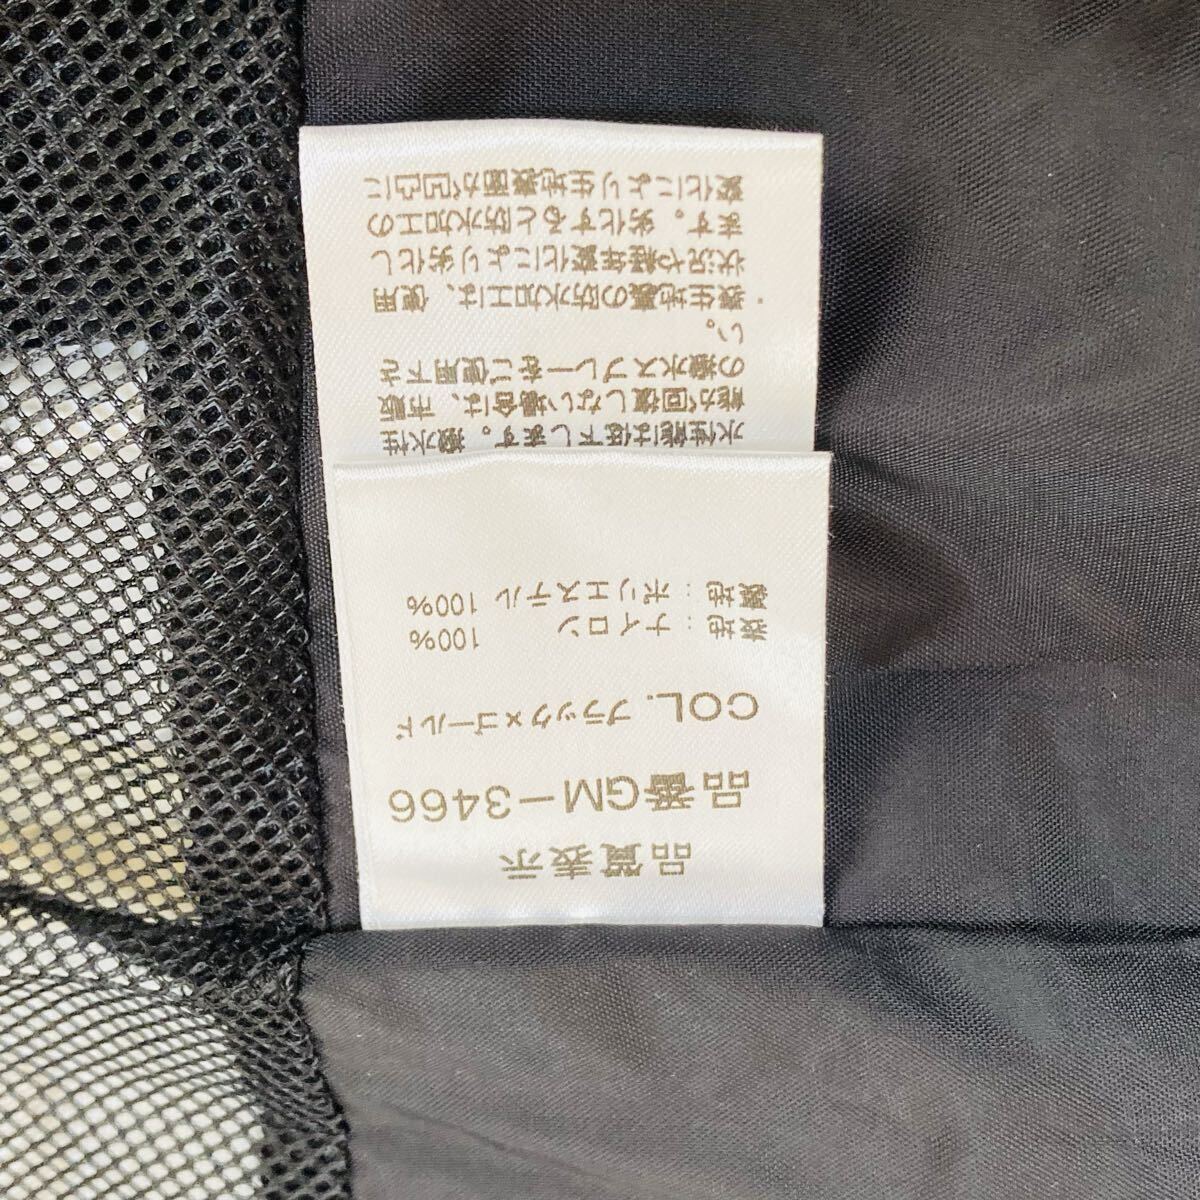 品質表示
品番GM－3466
COL. ブラック×ゴールド
表地：ナイロン 100%
裏地：ポリエステル 100%
水性能は低下します。撥水性
能が回復しない場合は、市販
の撥水スプレーをご使用下さ
い。
・表生地裏の防水加工は、使用
状況や経年変化により劣化し
ます。劣化すると防水加工の
変化により生地表面が凹凸に